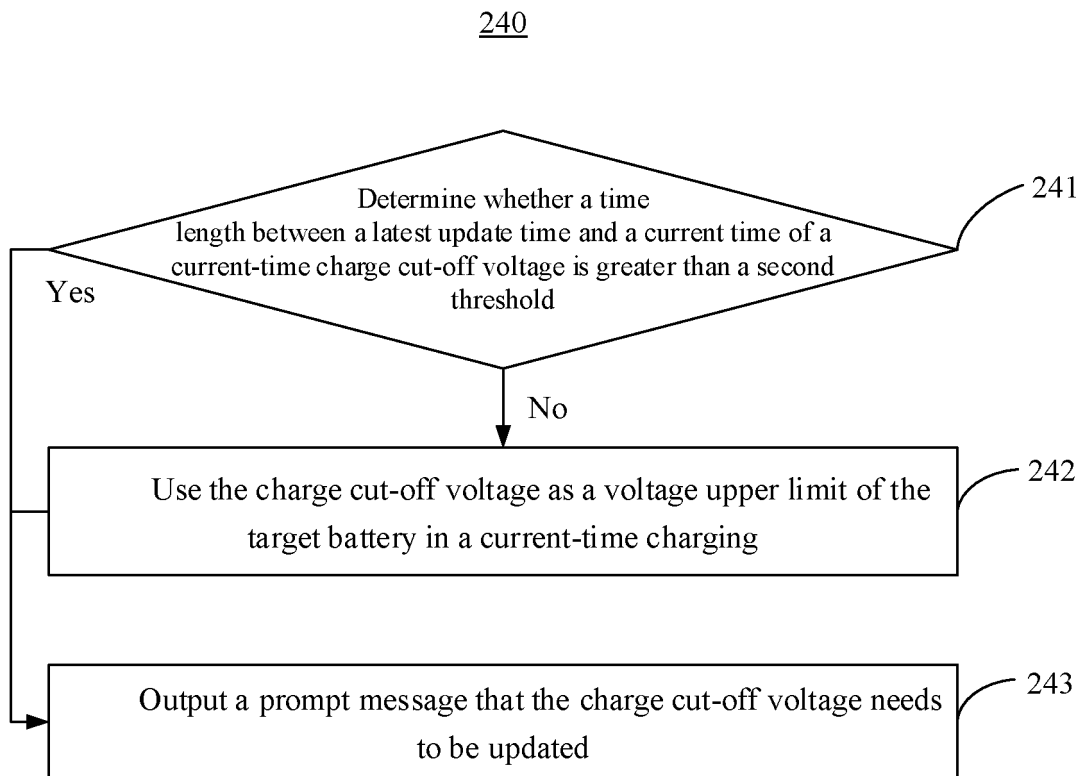 240
Determine whether a time
length between a latest update time and a current time of a
current-time charge cut-off voltage is greater than a second
threshold
241
Yes
No
Use the charge cut-off voltage as a voltage upper limit of the
target battery in a current-time charging
242
Output a prompt message that the charge cut-off voltage needs
to be updated
243